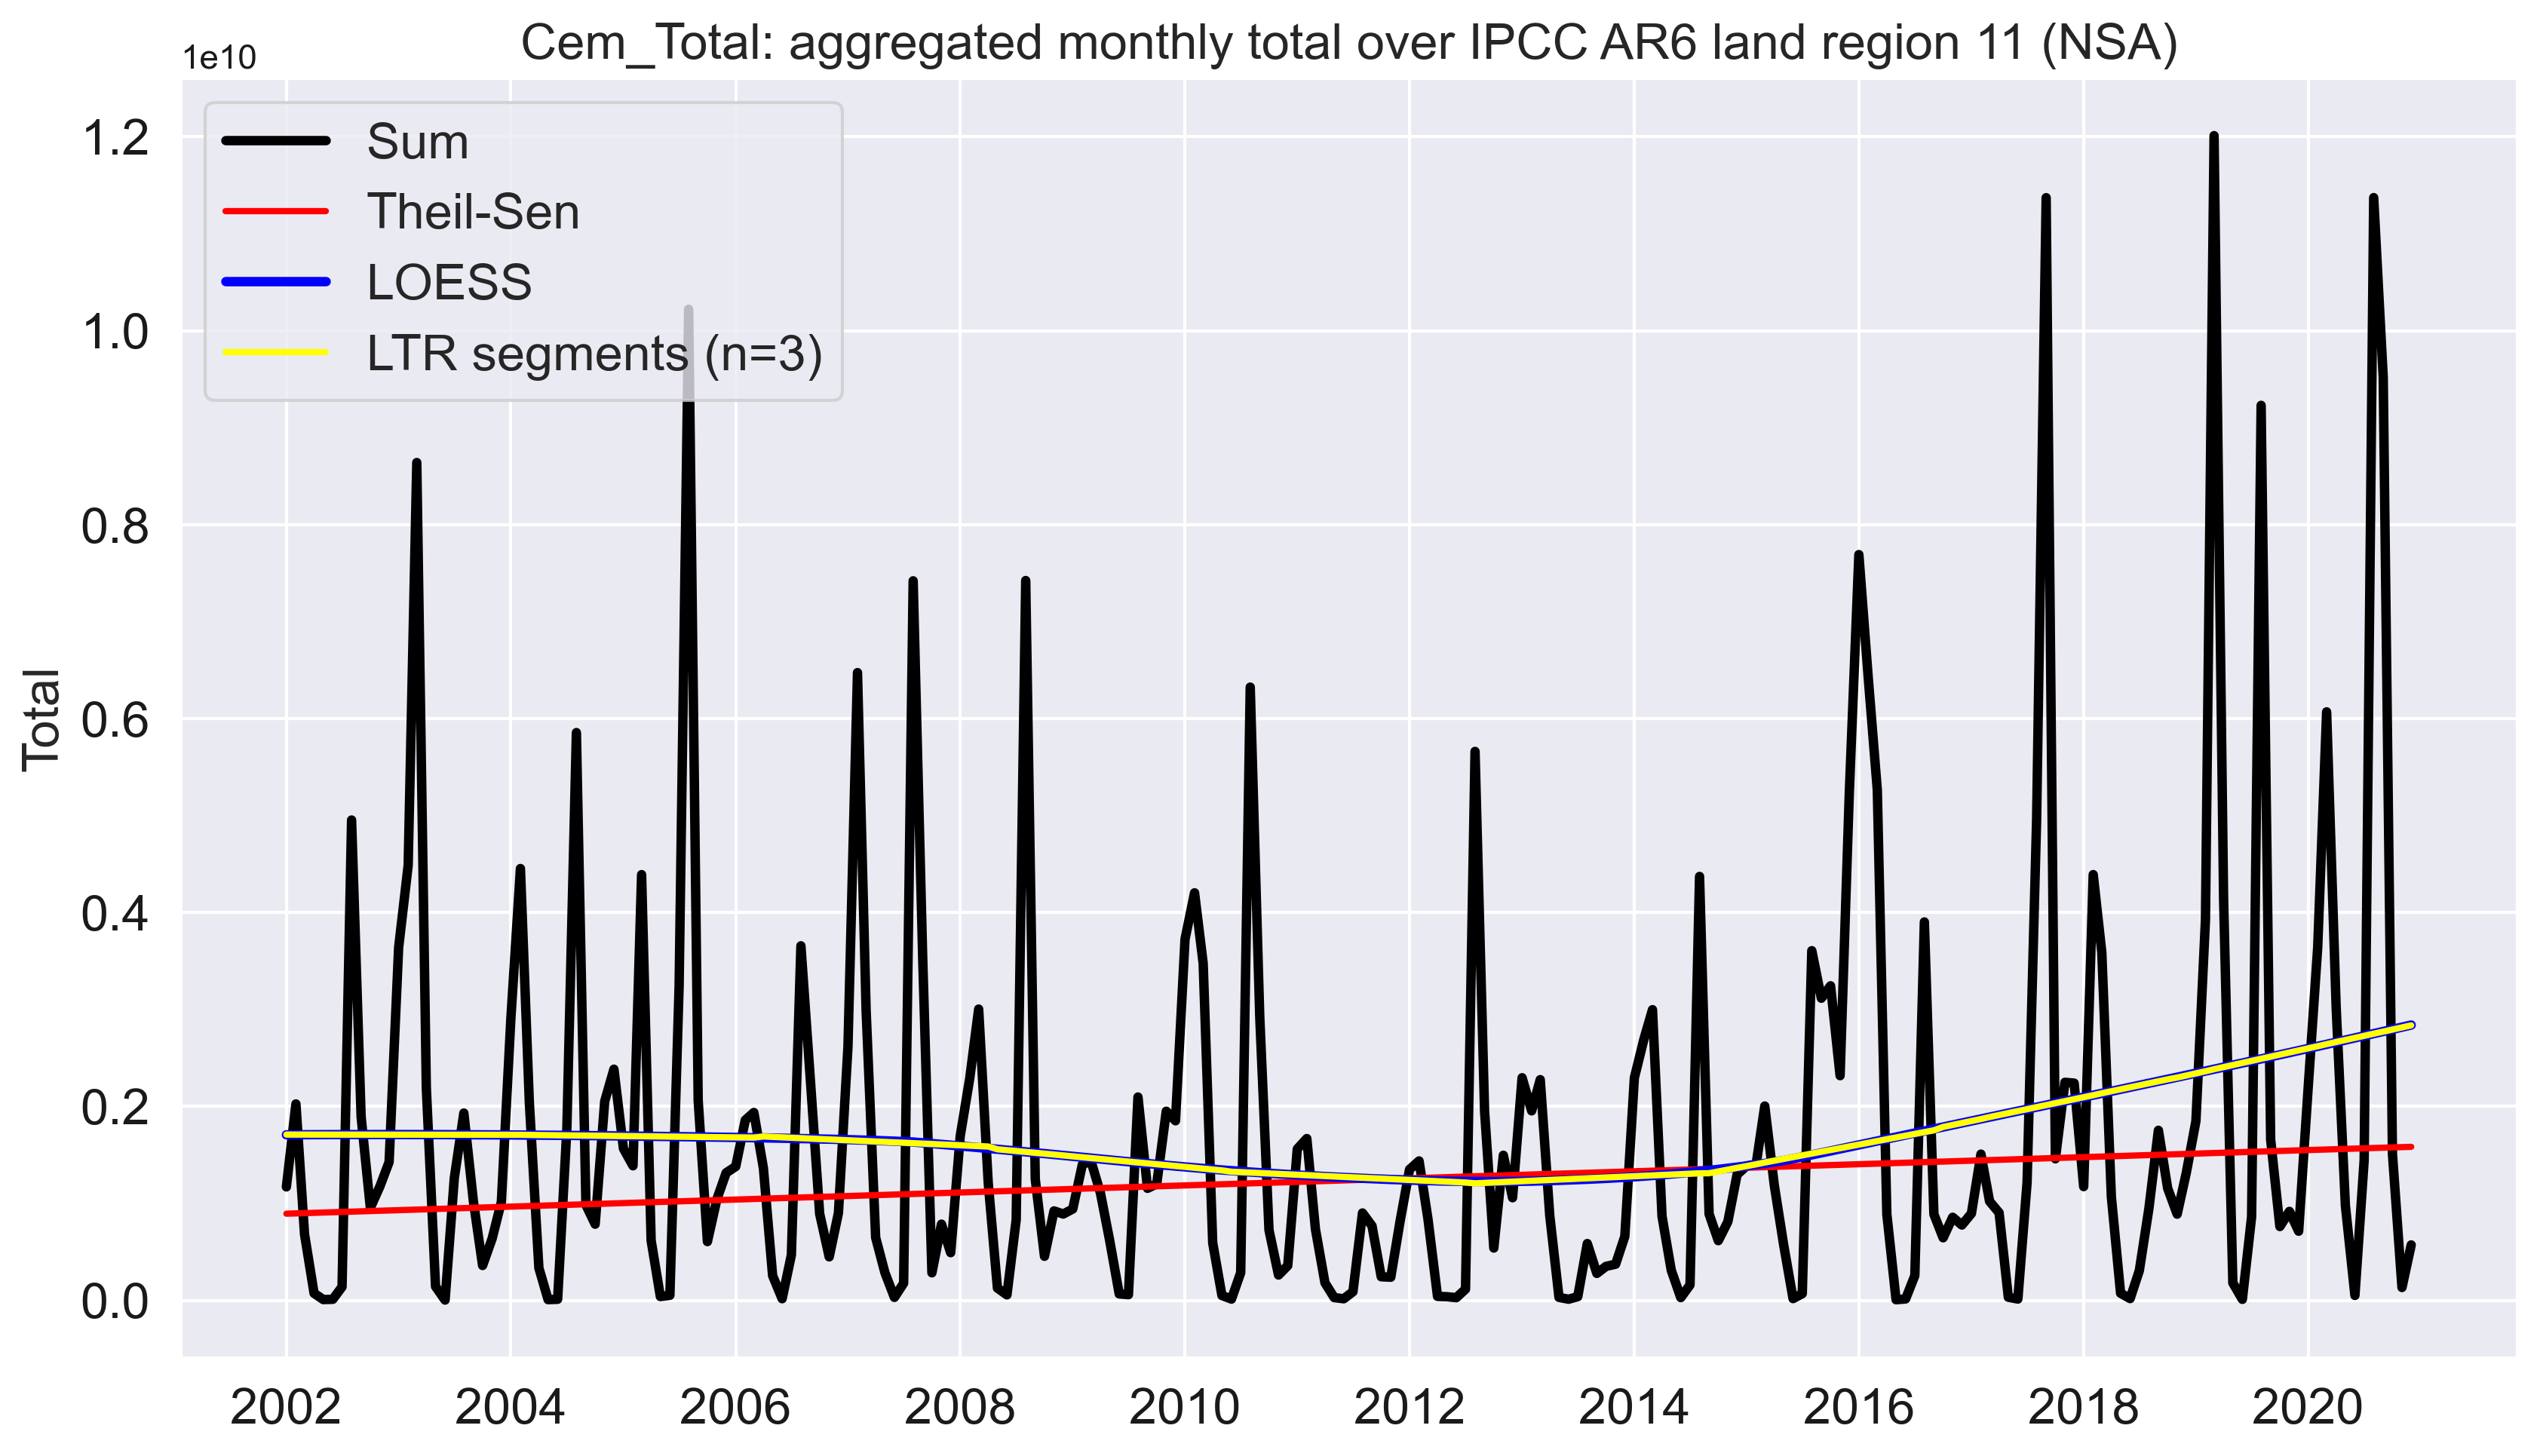 Cem_Total: aggregated monthly total over IPCC AR6 land region 11 (NSA)
1e10
1.2
1.0
0.8
0.6
0.4
0.2
0.0
Total
Sum
Theil-Sen
LOESS
LTR segments (n=3)
2002 2004 2006 2008 2010 2012 2014 2016 2018 2020